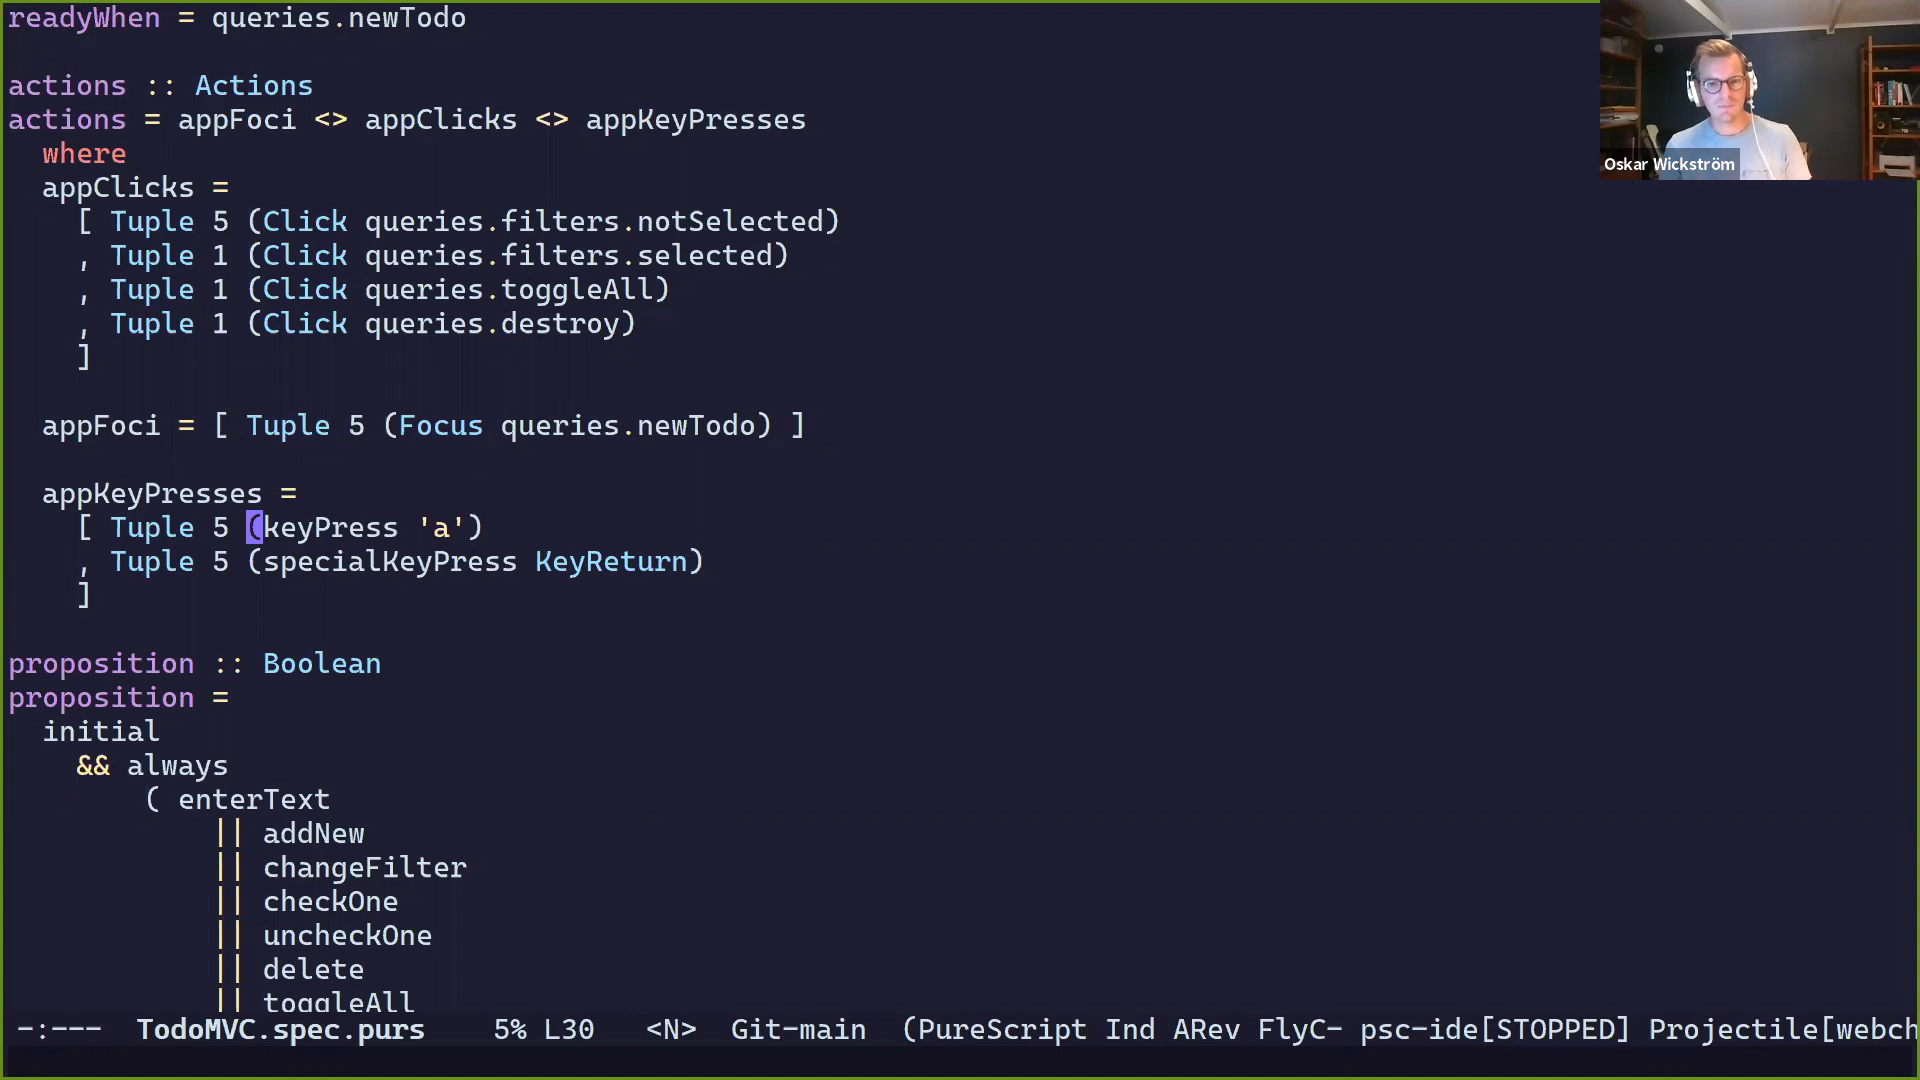 readyWhen = queries.newTodo
actions :: Actions
actions = appFoci <> appClicks <> appKeyPresses
where
appClicks =
[ Tuple 5 (Click queries.filters.notSelected)
, Tuple 1 (Click queries.filters.selected)
, Tuple 1 (Click queries.toggleAll)
, Tuple 1 (Click queries.destroy)
]
appFoci = [ Tuple 5 (Focus queries.newTodo) ]
appKeyPresses =
[ Tuple 5 (keyPress 'a')
, Tuple 5 (specialKeyPress KeyReturn)
]
proposition :: Boolean
proposition =
initial
&& always
( enterText
|| addNew
|| changeFilter
|| checkOne
|| uncheckOne
|| delete
|| toggleAll
-:--- TodoMVC.spec.purs 5% L30 <N> Git-main (PureScript Ind ARev FlyC- psc-ide[STOPPED] Projectile[webch
Oskar Wickström